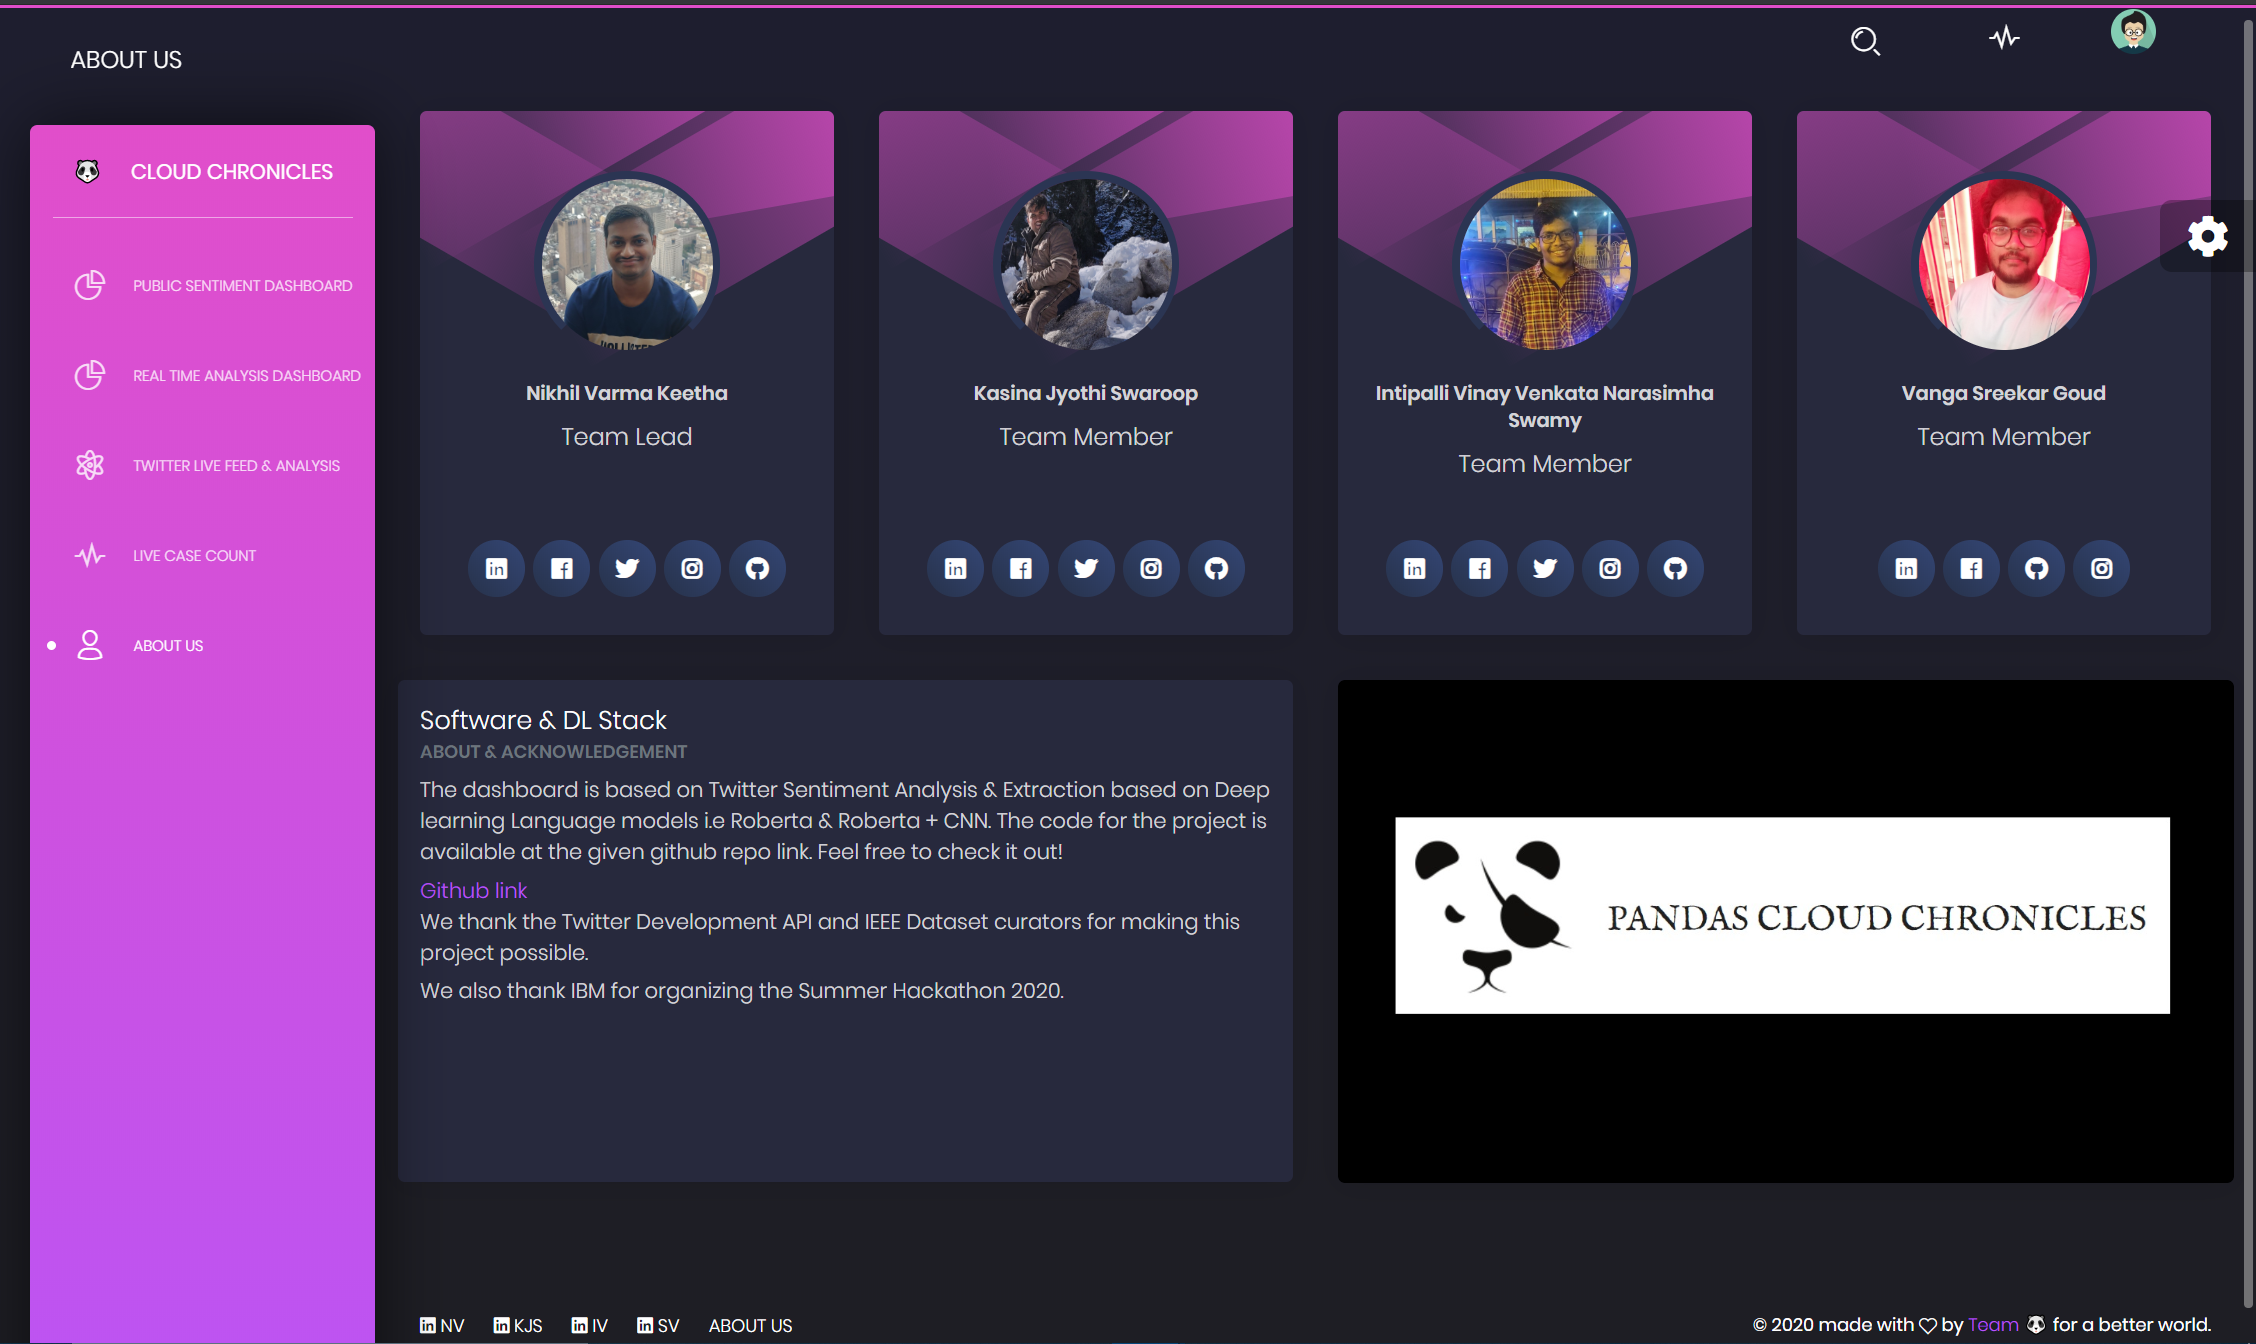 ABOUT US
CLOUD CHRONICLES
PUBLIC SENTIMENT DASHBOARD
REAL TIME ANALYSIS DASHBOARD
TWITTER LIVE FEED & ANALYSIS
LIVE CASE COUNT
ABOUT US
Nikhil Varma Keetha
Team Lead
Kasina Jyothi Swaroop
Team Member
Intipalli Vinay Venkata Narasimha
Swamy
Team Member
Vanga Sreekar Goud
Team Member
Software & DL Stack
ABOUT & ACKNOWLEDGEMENT
The dashboard is based on Twitter Sentiment Analysis & Extraction based on Deep
learning Language models i.e Roberta & Roberta + CNN. The code for the project is
available at the given github repo link. Feel free to check it out!
Github link
We thank the Twitter Development API and IEEE Dataset curators for making this
project possible.
We also thank IBM for organizing the Summer Hackathon 2020.
PANDAS CLOUD CHRONICLES
NV KJS IV SV ABOUT US
© 2020 made with by Team for a better world.